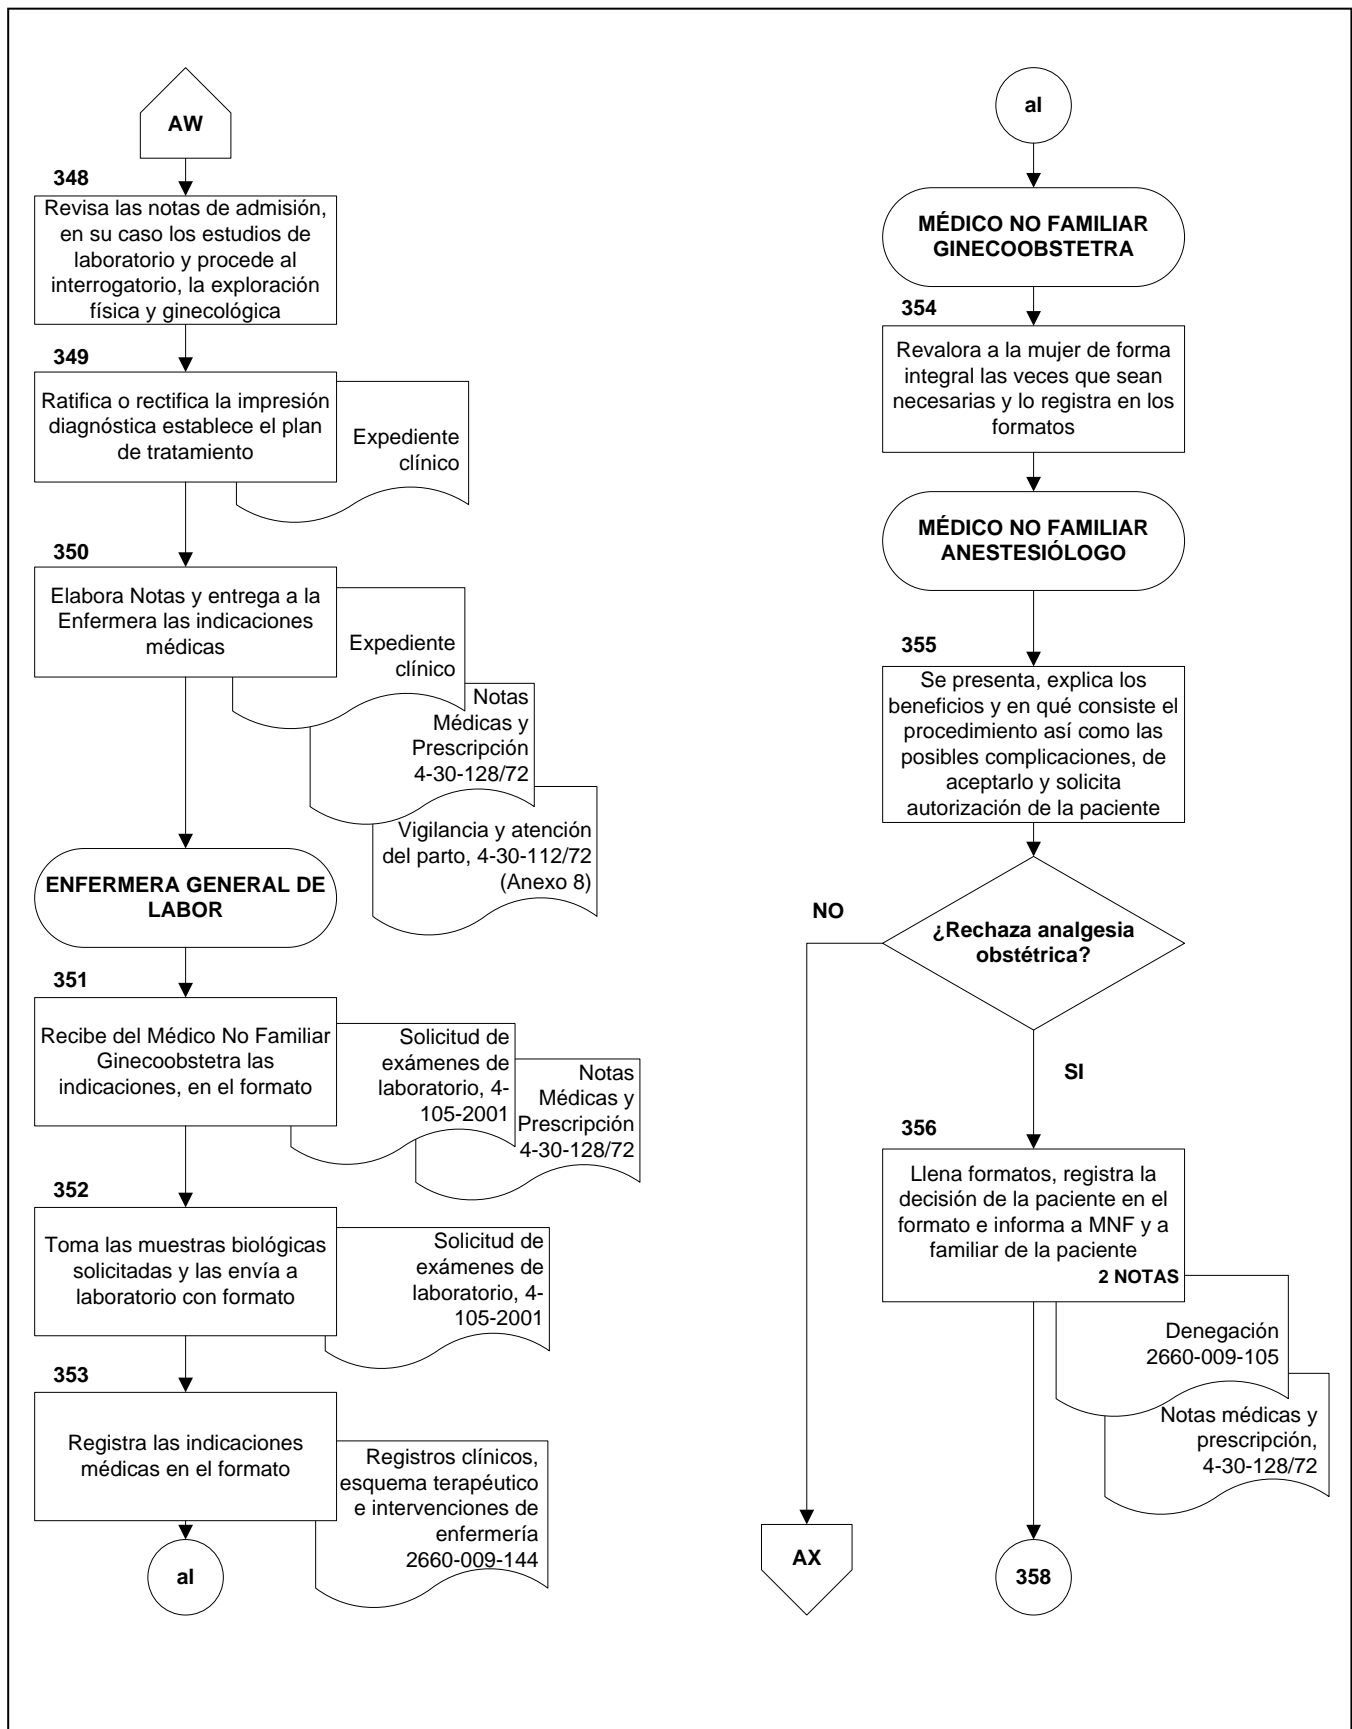 AW
348
Revisa las notas de admisión,
en su caso los estudios de
laboratorio y procede al
interrogatorio, la exploración
física y ginecológica
349
Ratifica o rectifica la impresión
diagnóstica establece el plan
de tratamiento
Expediente
clínico
350
Elabora Notas y entrega a la
Enfermera las indicaciones
médicas
Expediente
clínico
Notas
Médicas y
Prescripción
4-30-128/72
Vigilancia y atención
del parto, 4-30-112/72
(Anexo 8)
ENFERMERA GENERAL DE
LABOR
351
Recibe del Médico No Familiar
Ginecoobstetra las
indicaciones, en el formato
Solicitud de
exámenes de
laboratorio, 4-
105-2001
Notas
Médicas y
Prescripción
4-30-128/72
352
Toma las muestras biológicas
solicitadas y las envía a
laboratorio con formato
Solicitud de
exámenes de
laboratorio, 4-
105-2001
353
Registra las indicaciones
médicas en el formato
Registros clínicos,
esquema terapéutico
e intervenciones de
enfermería
2660-009-144
al
al
MÉDICO NO FAMILIAR
GINECOOBSTETRA
354
Revalora a la mujer de forma
integral las veces que sean
necesarias y lo registra en los
formatos
MÉDICO NO FAMILIAR
ANESTESIÓLOGO
355
Se presenta, explica los
beneficios y en qué consiste el
procedimiento así como las
posibles complicaciones, de
aceptarlo y solicita
autorización de la paciente
¿Rechaza analgesia
obstétrica?
NO
SI
356
Llena formatos, registra la
decisión de la paciente en el
formato e informa a MNF y a
familiar de la paciente
2 NOTAS
Denegación
2660-009-105
Notas médicas y
prescripción,
4-30-128/72
AX
358